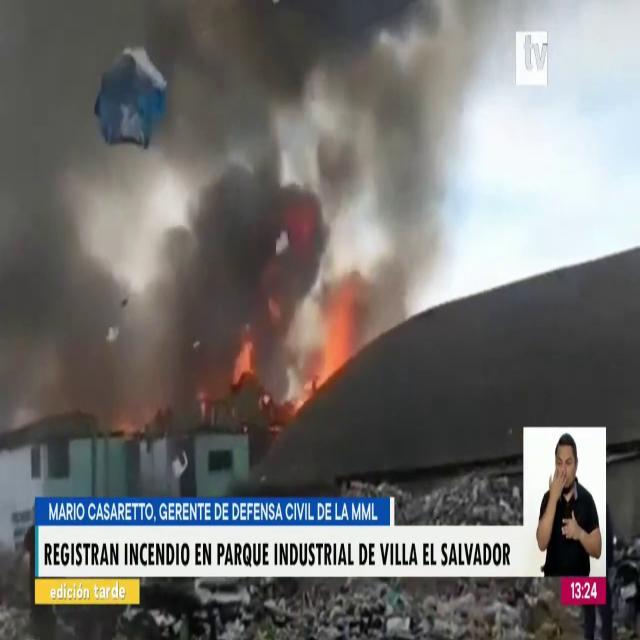 tv
MARIO CASARETTO, GERENTE DE DEFENSA CIVIL DE LA MML
REGISTRAN INCENDIO EN PARQUE INDUSTRIAL DE VILLA EL SALVADOR
edición tarde
13:24